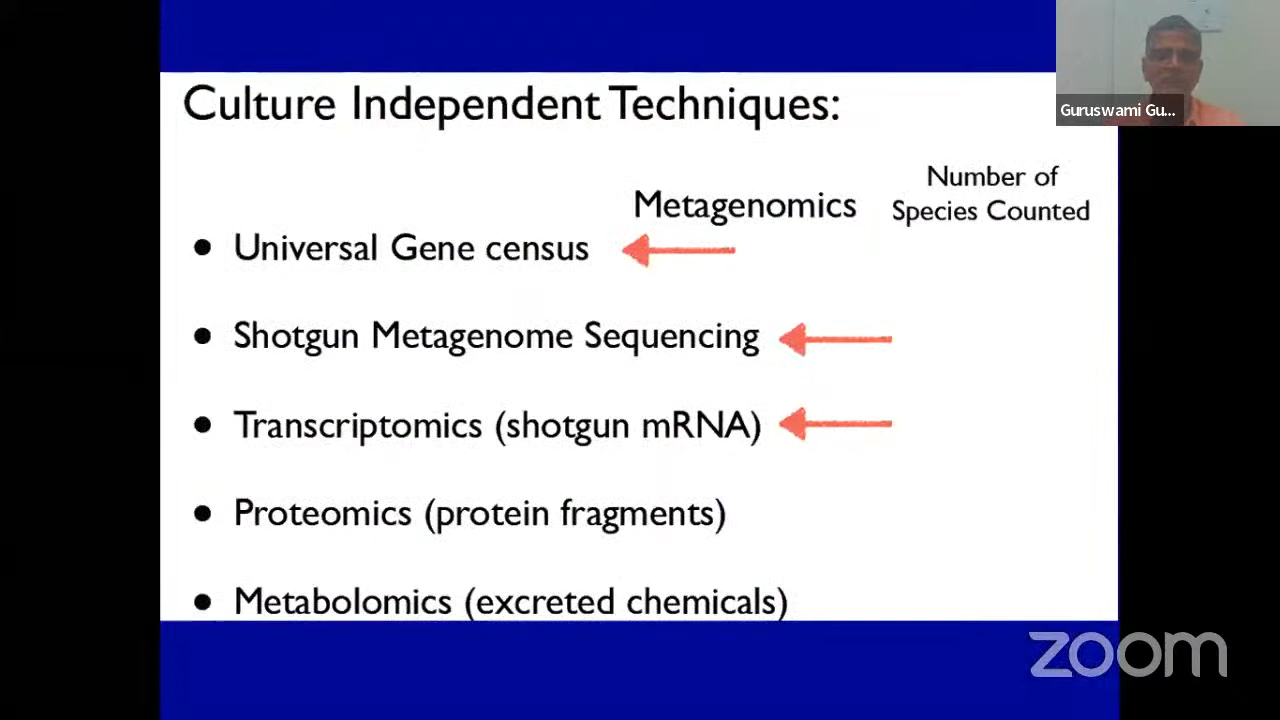 Culture Independent Techniques:
Guruswami Gu...
Number of
Species Counted
Metagenomics
• Universal Gene census
• Shotgun Metagenome Sequencing
• Transcriptomics (shotgun mRNA)
• Proteomics (protein fragments)
• Metabolomics (excreted chemicals)
zoom